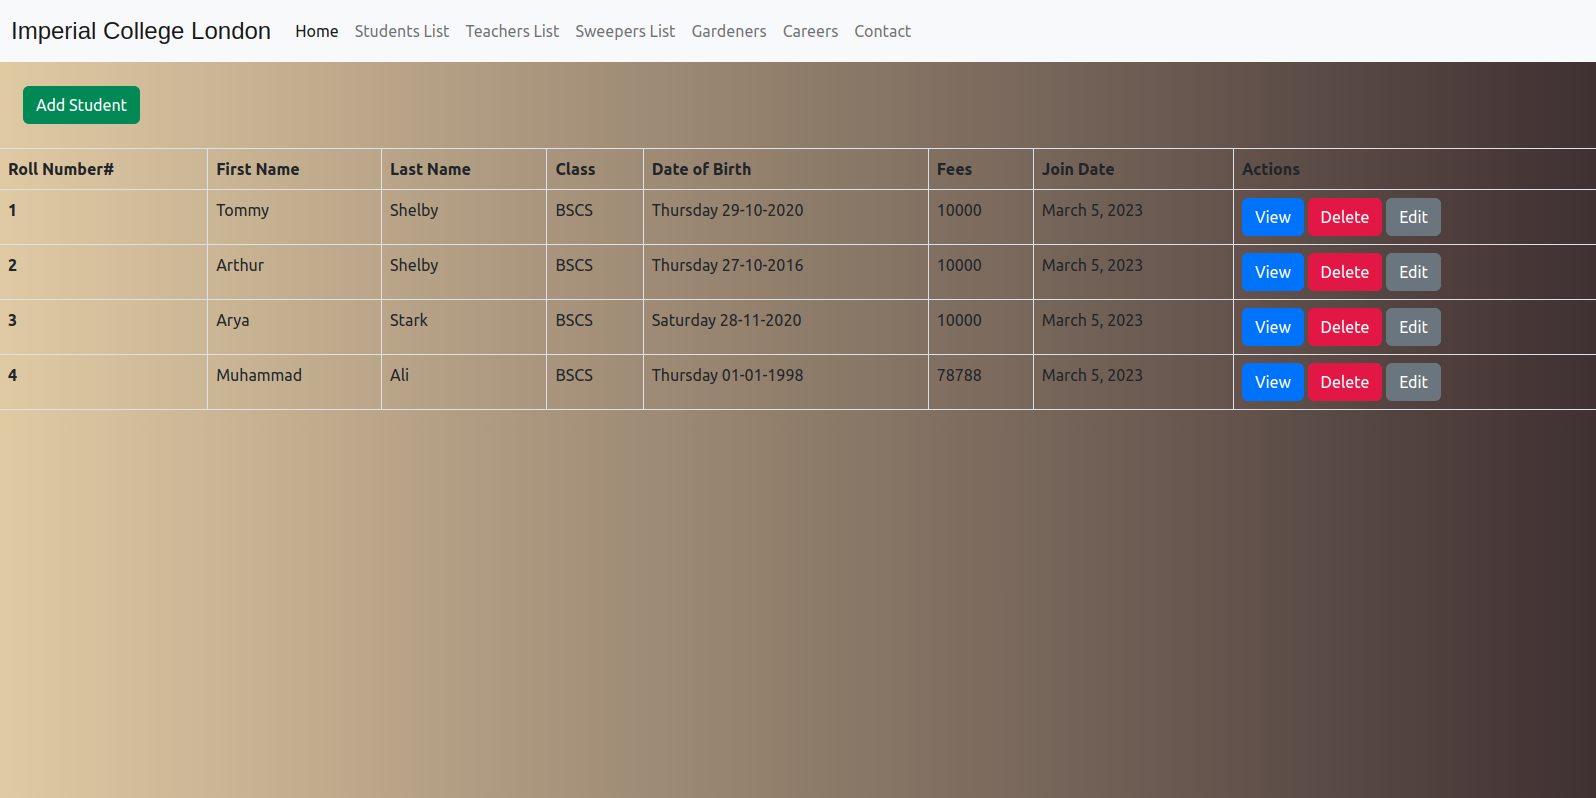 Imperial College London Home Students List Teachers List Sweepers List Gardeners Careers Contact
Add Student
Roll Number# First Name Last Name Class Date of Birth Fees Join Date Actions
1 Tommy Shelby BSCS Thursday 29-10-2020 10000 March 5, 2023 View Delete Edit
2 Arthur Shelby BSCS Thursday 27-10-2016 10000 March 5, 2023 View Delete Edit
3 Arya Stark BSCS Saturday 28-11-2020 10000 March 5, 2023 View Delete Edit
4 Muhammad Ali BSCS Thursday 01-01-1998 78788 March 5, 2023 View Delete Edit